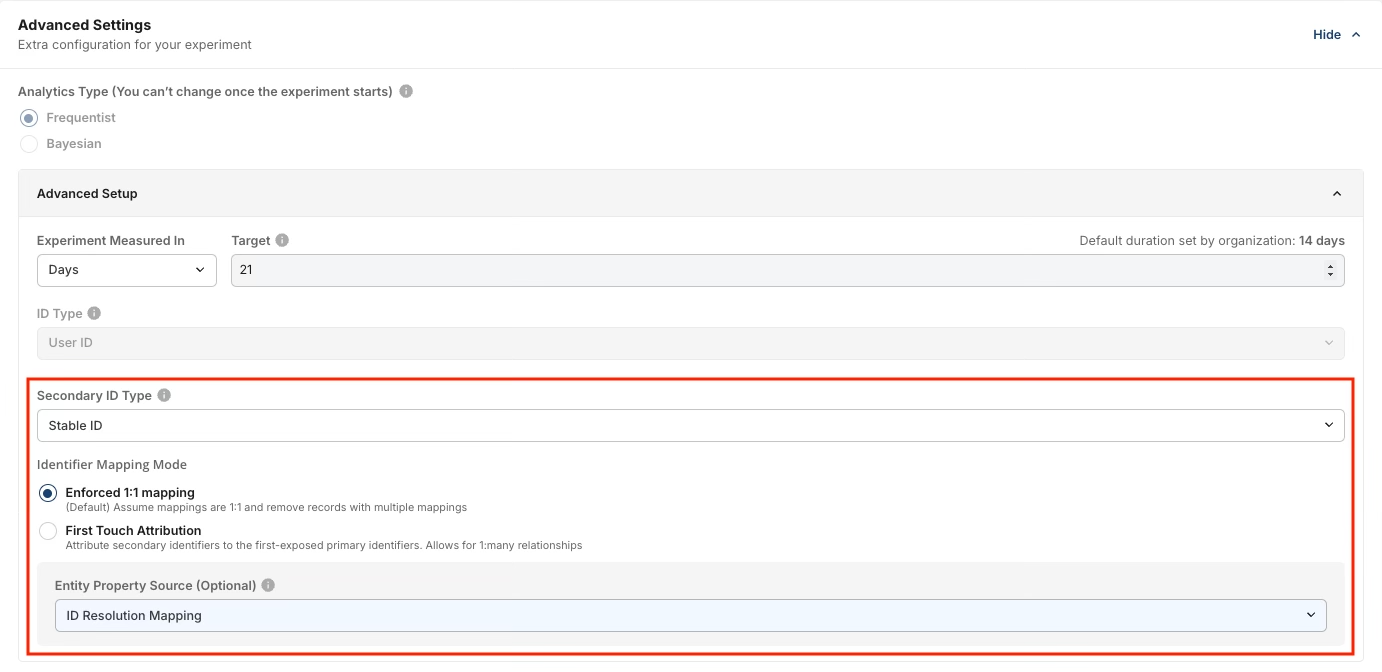 Advanced Settings
Extra configuration for your experiment
Hide
Analytics Type (You can’t change once the experiment starts)
Frequentist
Bayesian
Advanced Setup
Experiment Measured In
Target
Default duration set by organization: 14 days
Days
21
ID Type
User ID
Secondary ID Type
Stable ID
Identifier Mapping Mode
Enforced 1:1 mapping
(Default) Assume mappings are 1:1 and remove records with multiple mappings
First Touch Attribution
Attribute secondary identifiers to the first-exposed primary identifiers. Allows for 1:many relationships
Entity Property Source (Optional)
ID Resolution Mapping